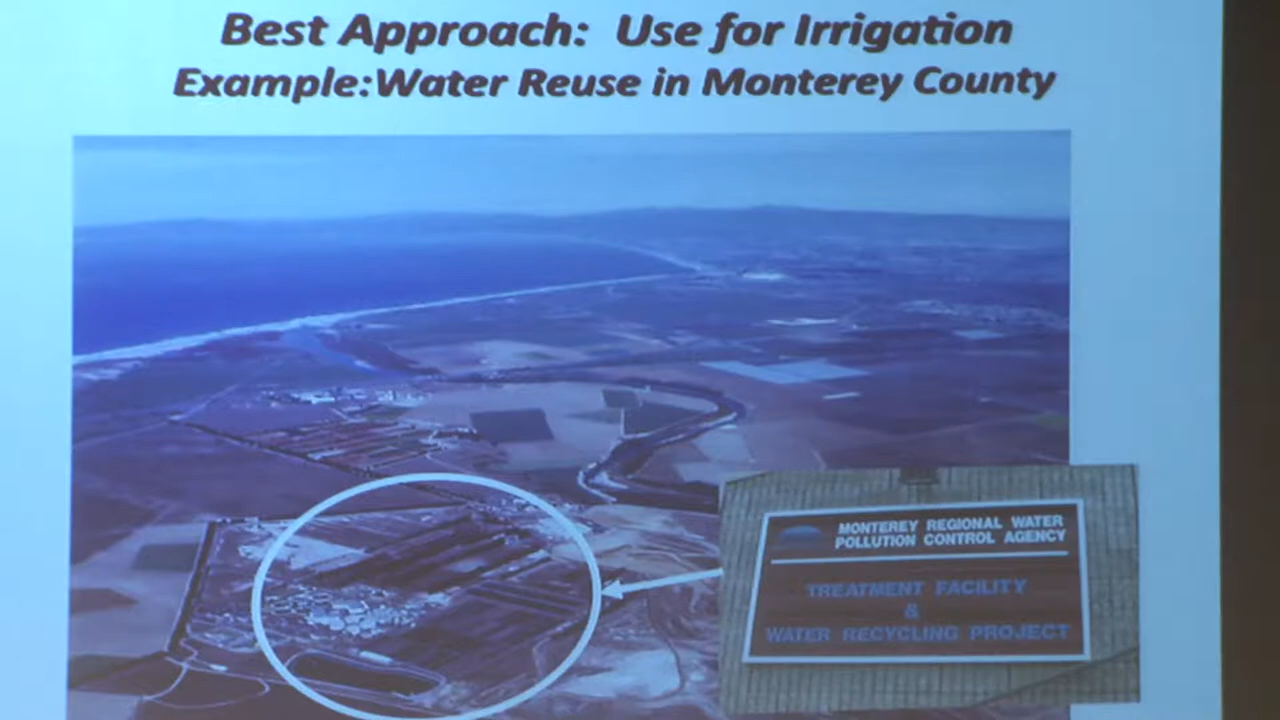 Best Approach: Use for Irrigation
Example:Water Reuse in Monterey County
MONTEREY REGIONAL WATER
POLLUTION CONTROL AGENCY
TREATMENT FACILITY
&
WATER RECYCLING PROJECT